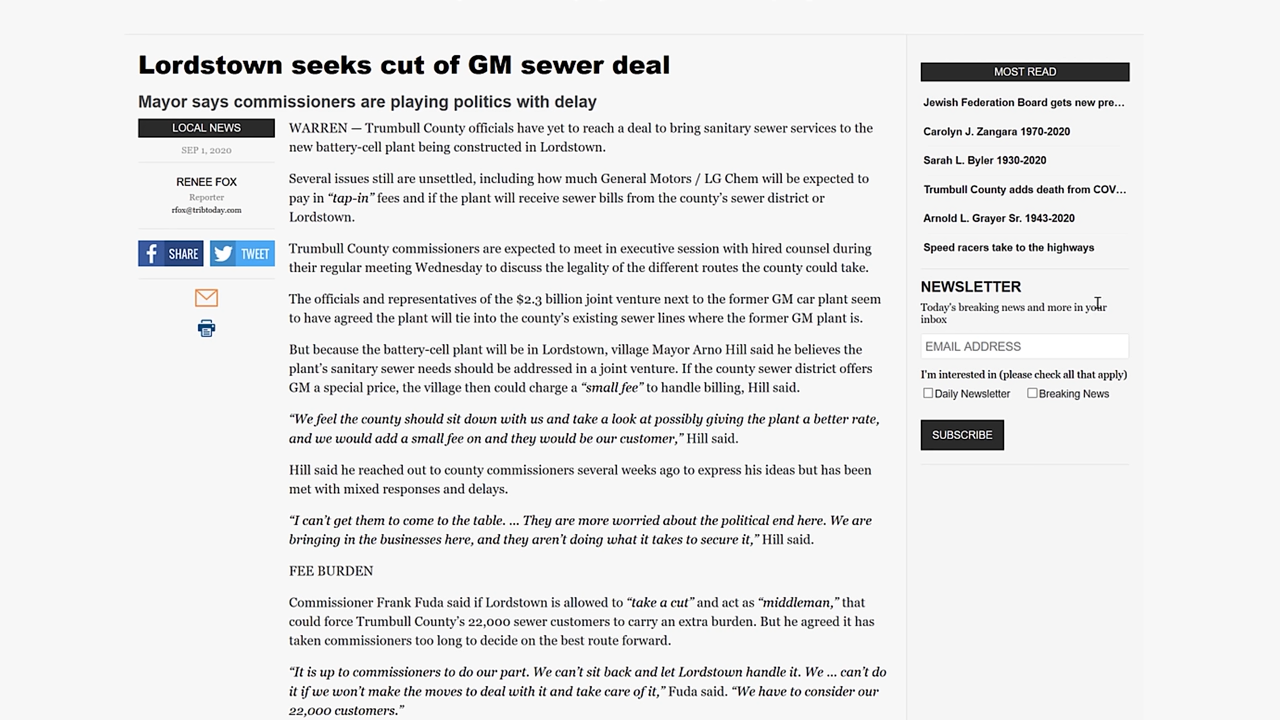 Lordstown seeks cut of GM sewer deal
Mayor says commissioners are playing politics with delay
LOCAL NEWS
SEP 1, 2020
RENEE FOX
Reporter
rfox@tribtoday.com
SHARE
TWEET
WARREN — Trumbull County officials have yet to reach a deal to bring sanitary sewer services to the
new battery-cell plant being constructed in Lordstown.
Several issues still are unsettled, including how much General Motors / LG Chem will be expected to
pay in “tap-in” fees and if the plant will receive sewer bills from the county’s sewer district or
Lordstown.
Trumbull County commissioners are expected to meet in executive session with hired counsel during
their regular meeting Wednesday to discuss the legality of the different routes the county could take.
The officials and representatives of the $2.3 billion joint venture next to the former GM car plant seem
to have agreed the plant will tie into the county’s existing sewer lines where the former GM plant is.
But because the battery-cell plant will be in Lordstown, village Mayor Arno Hill said he believes the
plant’s sanitary sewer needs should be addressed in a joint venture. If the county sewer district offers
GM a special price, the village then could charge a “small fee” to handle billing, Hill said.
“We feel the county should sit down with us and take a look at possibly giving the plant a better rate,
and we would add a small fee on and they would be our customer,” Hill said.
Hill said he reached out to county commissioners several weeks ago to express his ideas but has been
met with mixed responses and delays.
“I can’t get them to come to the table. ... They are more worried about the political end here. We are
bringing in the businesses here, and they aren’t doing what it takes to secure it,” Hill said.
FEE BURDEN
Commissioner Frank Fuda said if Lordstown is allowed to “take a cut” and act as “middleman,” that
could force Trumbull County’s 22,000 sewer customers to carry an extra burden. But he agreed it has
taken commissioners too long to decide on the best route forward.
“It is up to commissioners to do our part. We can’t sit back and let Lordstown handle it. We ... can’t do
it if we won’t make the moves to deal with it and take care of it,” Fuda said. “We have to consider our
22,000 customers.”
MOST READ
Jewish Federation Board gets new pre...
Carolyn J. Zangara 1970-2020
Sarah L. Byler 1930-2020
Trumbull County adds death from COV...
Arnold L. Grayer Sr. 1943-2020
Speed racers take to the highways
NEWSLETTER
Today's breaking news and more in your
inbox
EMAIL ADDRESS
I'm interested in (please check all that apply)
Daily Newsletter
Breaking News
SUBSCRIBE